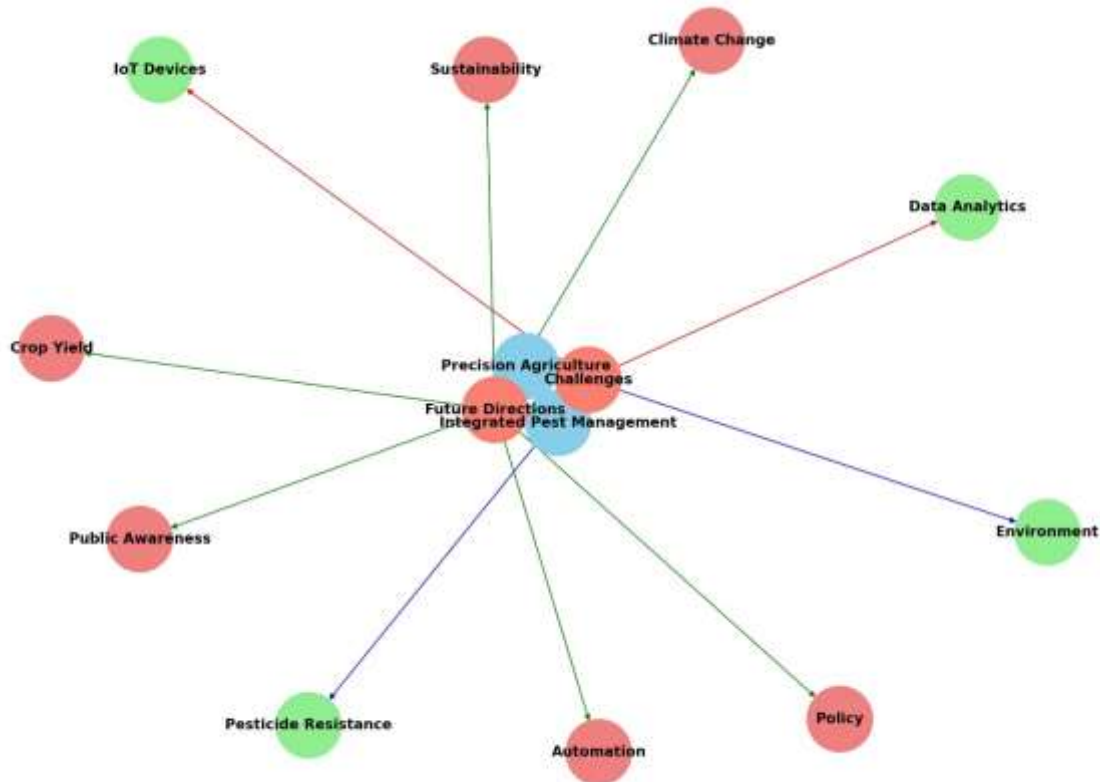 Climate Change
IoT Devices
Sustainability
Data Analytics
Crop Yield
Precision Agriculture
Challenges
Future Directions
Integrated Pest Management
Environment
Public Awareness
Policy
Pesticide Resistance
Automation